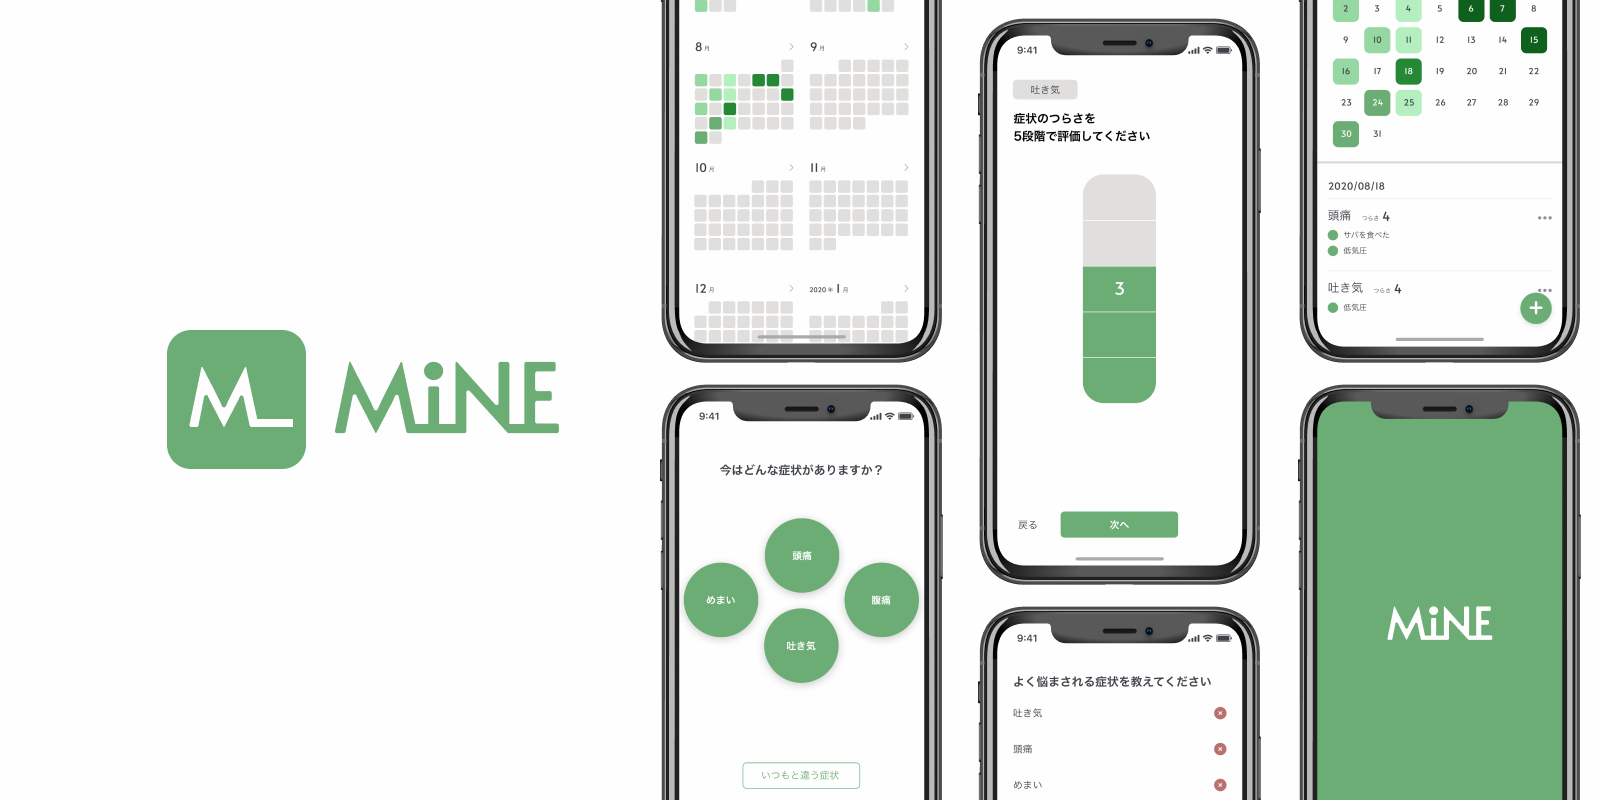 M_
MiNE
8月
9月
10月
11月
12月
2020年 1月
9:41
今はどんな症状がありますか？
頭痛
めまい
腹痛
吐き気
いつもと違う症状
9:41
吐き気
症状のつらさを
5段階で評価してください
3
戻る
次へ
9:41
よく悩まされる症状を教えてください
吐き気
頭痛
めまい
2 3 4 5 6 7 8
9 10 11 12 13 14 15
16 17 18 19 20 21 22
23 24 25 26 27 28 29
30 31
2020/08/18
頭痛 つらさ 4
サバを食べた
低気圧
吐き気 つらさ 4
低気圧
MiNE